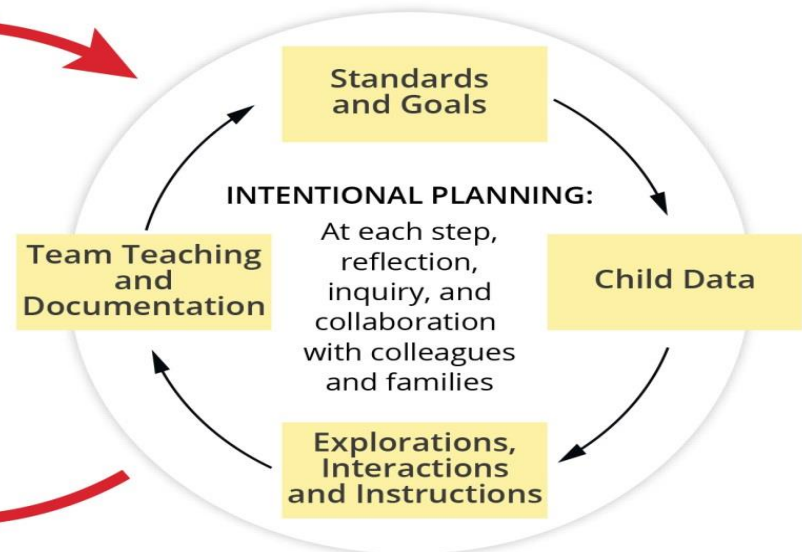 Standards
and Goals
INTENTIONAL PLANNING:
At each step,
reflection,
inquiry, and
collaboration
with colleagues
and families
Team Teaching
and
Documentation
Child Data
Explorations,
Interactions
and Instructions